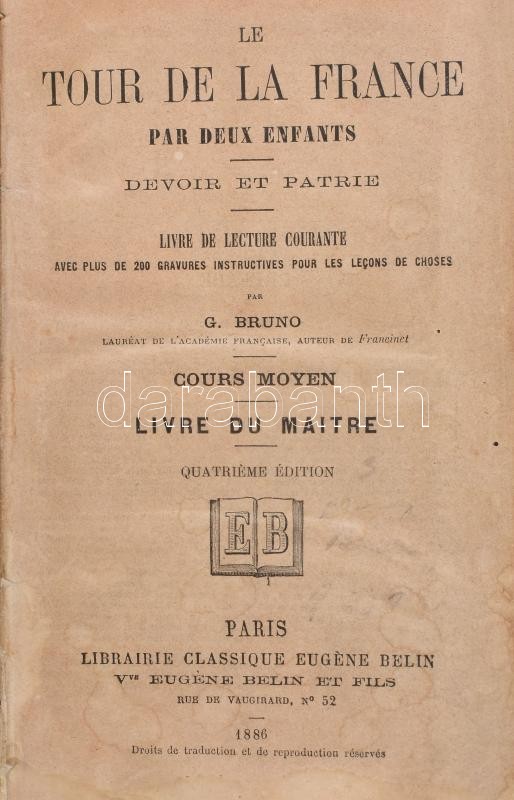 LE
TOUR DE LA FRANCE
PAR DEUX ENFANTS
DEVOIR ET PATRIE
LIVRE DE LECTURE COURANTE
AVEC PLUS DE 200 GRAVURES INSTRUCTIVES POUR LES LEÇONS DE CHOSES
PAR
G. BRUNO
LAURÉAT DE L'ACADÉMIE FRANÇAISE, AUTEUR DE Francinet
COURS MOYEN
darabanth
LIVRE DU MAITRE
QUATRIÈME ÉDITION
EB
PARIS
LIBRAIRIE CLASSIQUE EUGÈNE BELIN
Vve EUGÈNE BELIN ET FILS
RUE DE VAUGIRARD, No 52
1886
Droits de traduction et de reproduction réservés